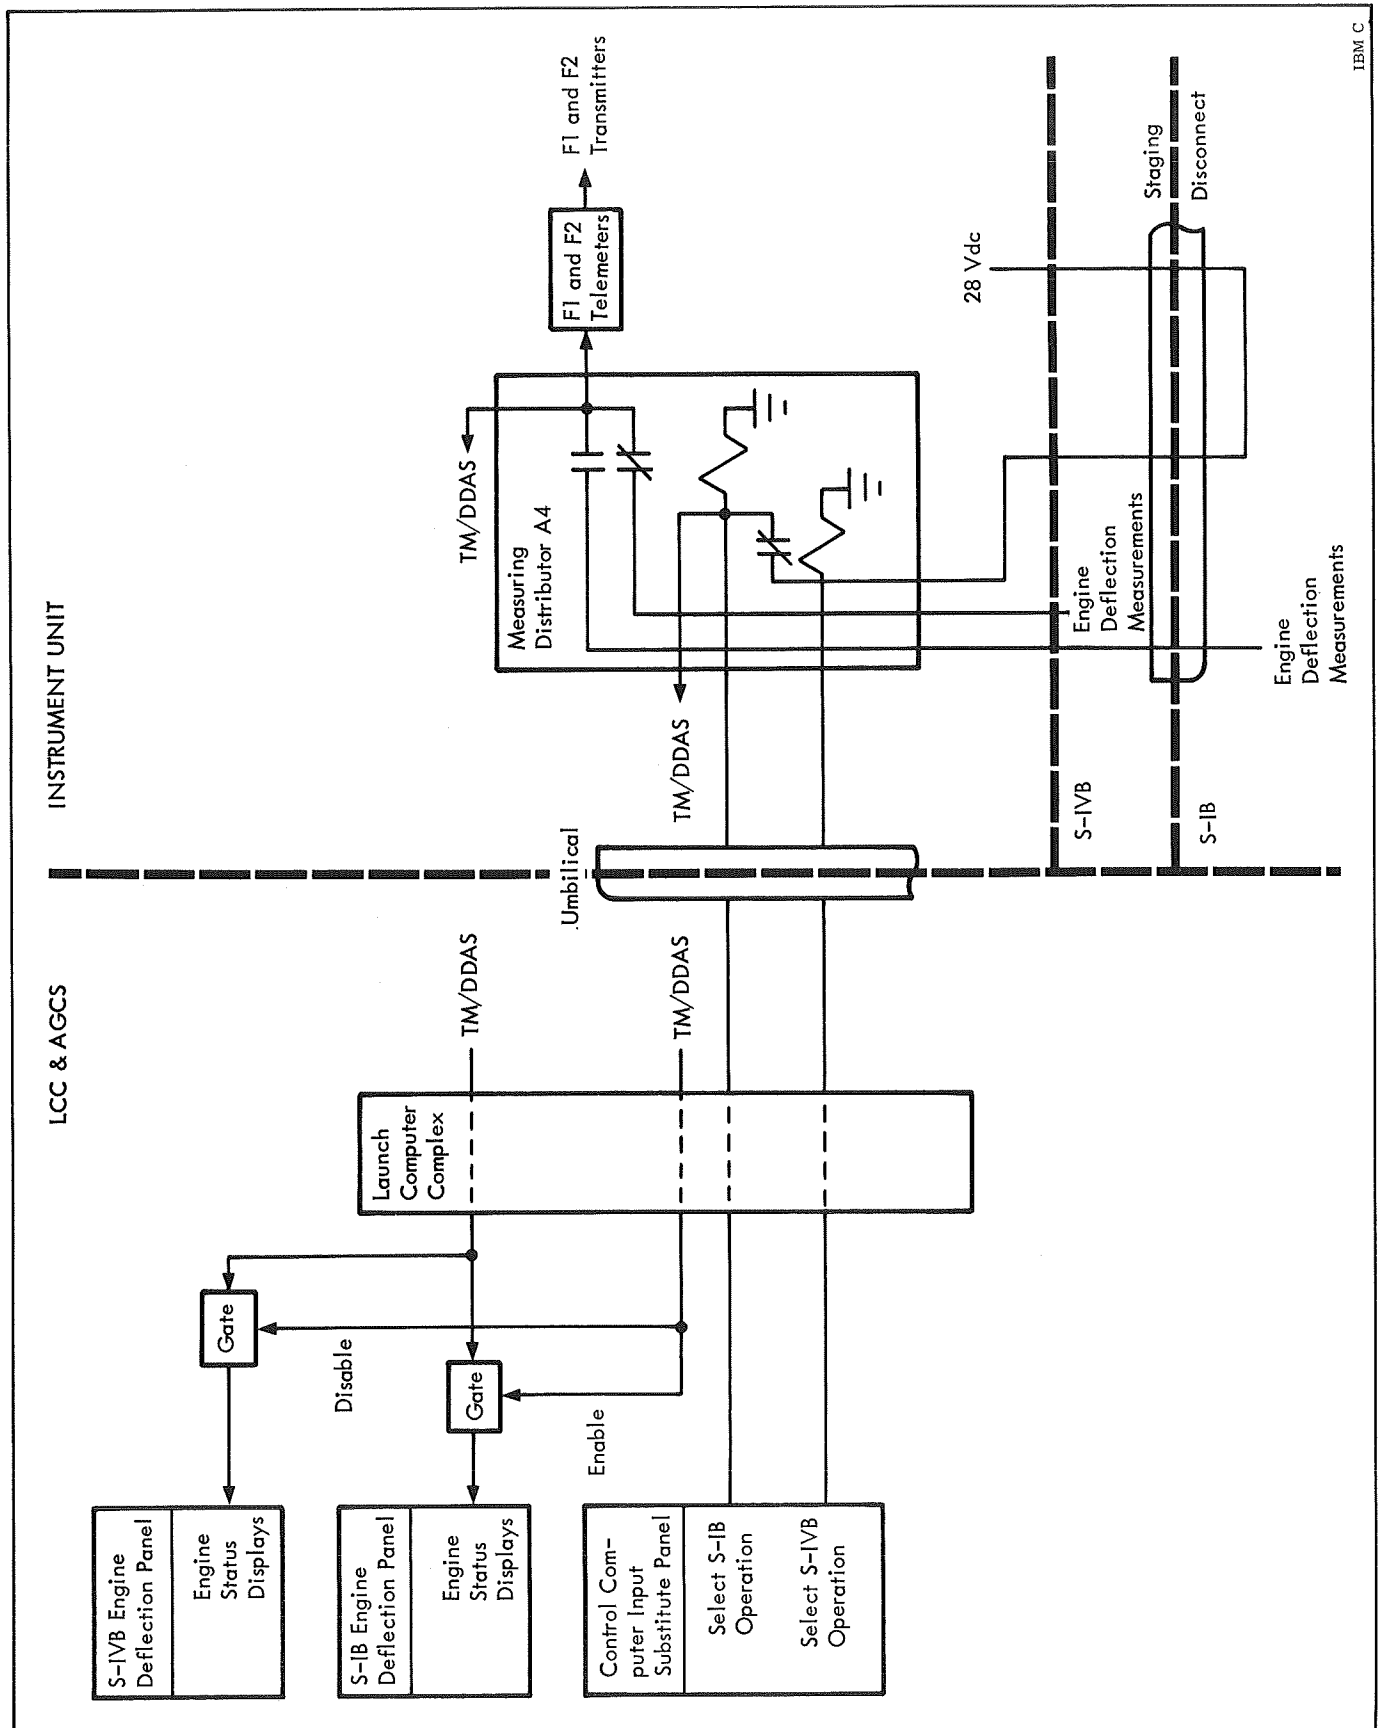 LCC & AGCS
INSTRUMENT UNIT
S-IVB Engine
Deflection Panel
Engine
Status
Displays
Gate
Disable
S-IB Engine
Deflection Panel
Engine
Status
Displays
Gate
Enable
Control Com-
puter Input
Substitute Panel
Select S-IB
Operation
Select S-IVB
Operation
Launch
Computer
Complex
TM/DDAS
TM/DDAS
Umbilical
TM/DDAS
TM/DDAS
Measuring
Distributor A4
F1 and F2
Telemeters
F1 and F2
Transmitters
28 Vdc
S-IVB
Engine
Deflection
Measurements
S-IB
Staging
Disconnect
Engine
Deflection
Measurements
IBM C